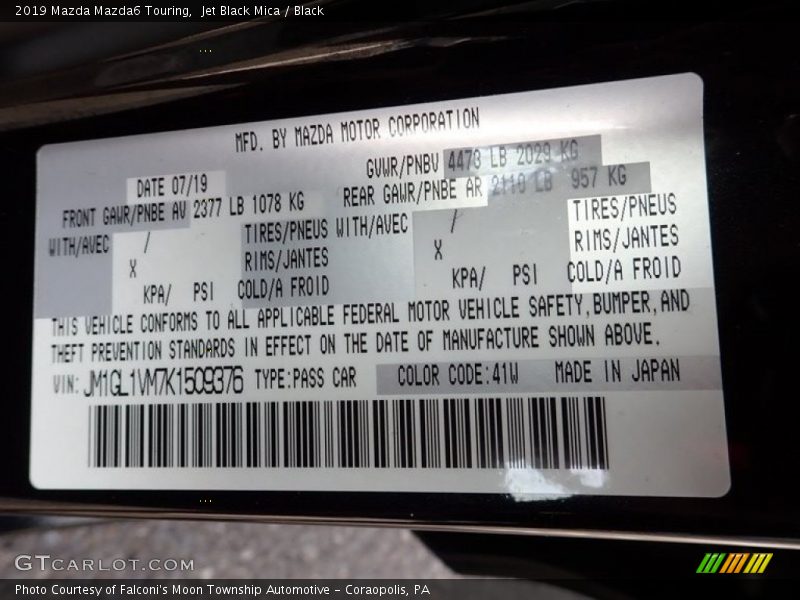 2019 Mazda Mazda6 Touring, Jet Black Mica / Black
MFD. BY MAZDA MOTOR CORPORATION
DATE 07/19 GVWR/PNBV 4473 LB 2029 KG
FRONT GAWR/PNBE AV 2377 LB 1078 KG REAR GAWR/PNBE AR 2110 LB 957 KG
WITH/AVEC / TIRES/PNEUS WITH/AVEC / TIRES/PNEUS
X RIMS/JANTES X RIMS/JANTES
KPA/ PSI COLD/A FROID KPA/ PSI COLD/A FROID
THIS VEHICLE CONFORMS TO ALL APPLICABLE FEDERAL MOTOR VEHICLE SAFETY, BUMPER, AND
THEFT PREVENTION STANDARDS IN EFFECT ON THE DATE OF MANUFACTURE SHOWN ABOVE.
VIN: JM1GL1VM7K1509376 TYPE:PASS CAR COLOR CODE:41W MADE IN JAPAN
GTCARLOT.COM
Photo Courtesy of Falconi's Moon Township Automotive - Coraopolis, PA